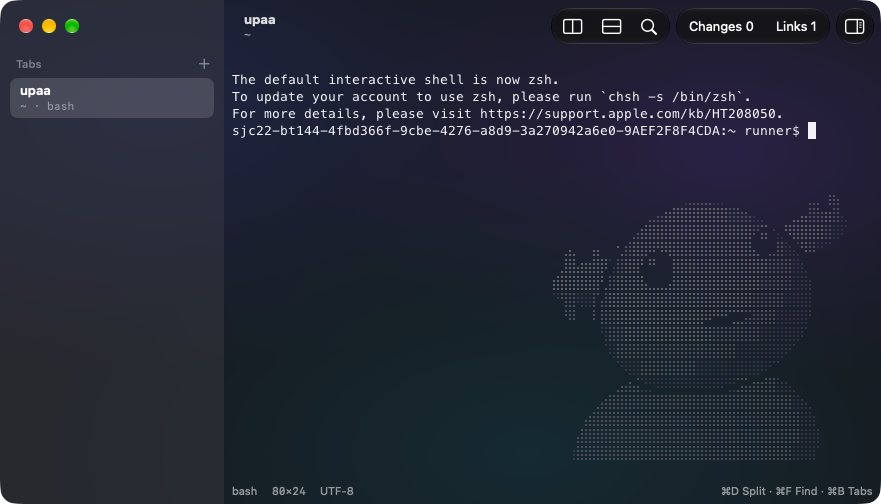 upaa
~
Changes 0
Links 1
Tabs
upaa
~ · bash
The default interactive shell is now zsh.
To update your account to use zsh, please run `chsh -s /bin/zsh`.
For more details, please visit https://support.apple.com/kb/HT208050.
sjc22-bt144-4fbd366f-9cbe-4276-a8d9-3a270942a6e0-9AEF2F8F4CDA:~ runner$
bash 80×24 UTF-8
⌘D Split · ⌘F Find · ⌘B Tabs